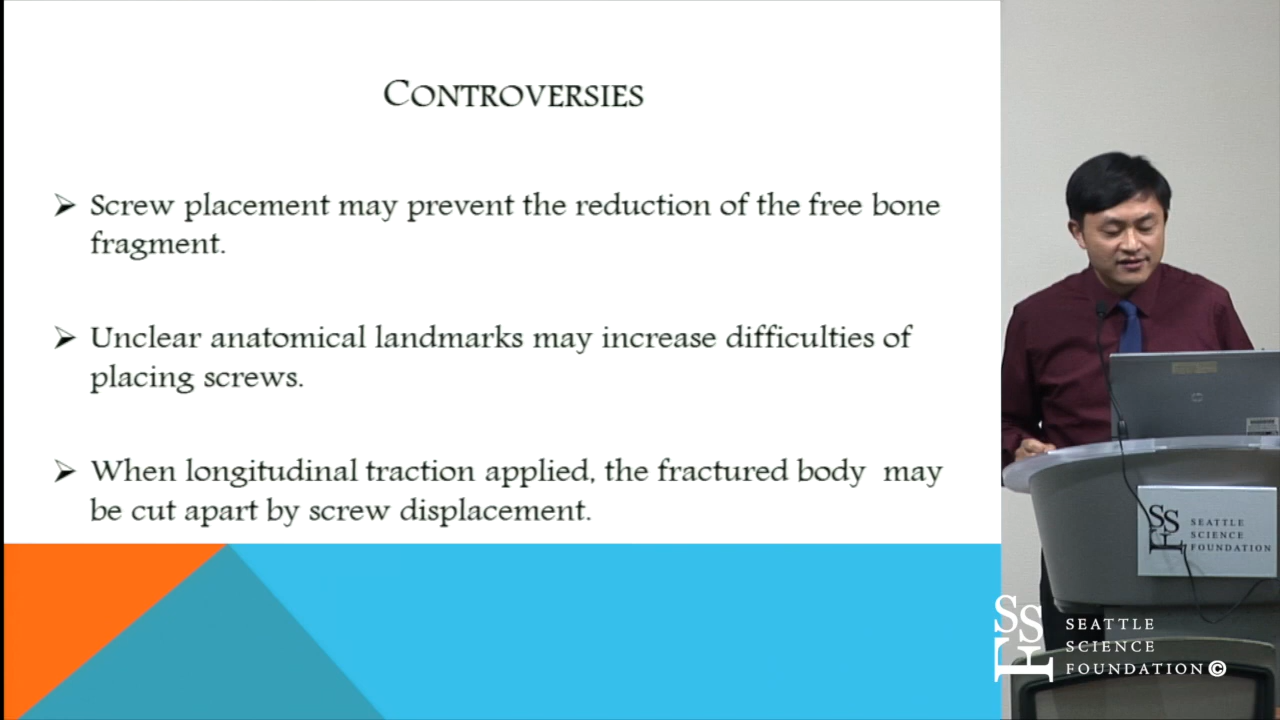 CONTROVERSIES
➢ Screw placement may prevent the reduction of the free bone
fragment.
➢ Unclear anatomical landmarks may increase difficulties of
placing screws.
➢ When longitudinal traction applied, the fractured body may
be cut apart by screw displacement.
SSF
SEATTLE
SCIENCE
FOUNDATION
SSF
SEATTLE
SCIENCE
FOUNDATION©